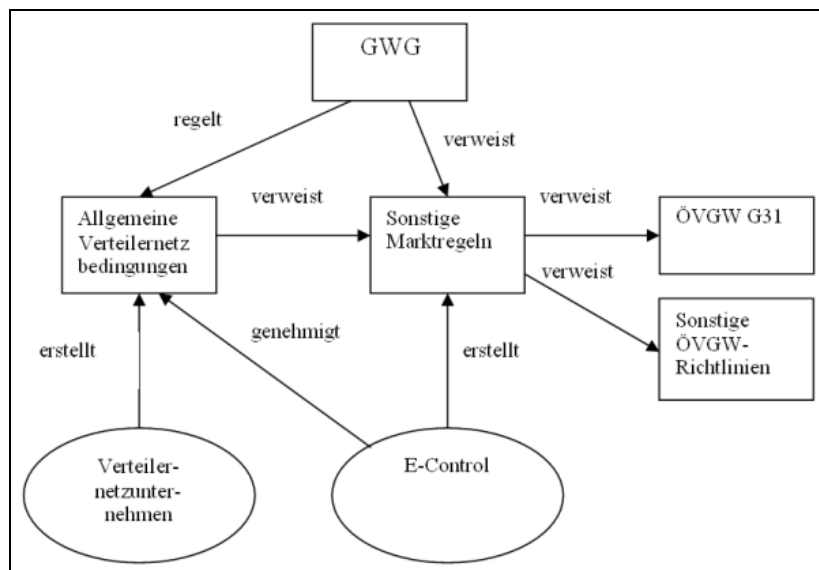 GWG
regelt
verweist
Allgemeine
Verteilernetz
bedingungen
verweist
Sonstige
Marktregeln
verweist
ÖVGW G31
verweist
Sonstige
ÖVGW-
Richtlinien
erstellt
genehmigt
erstellt
Verteiler-
netzunter-
nehmen
E-Control